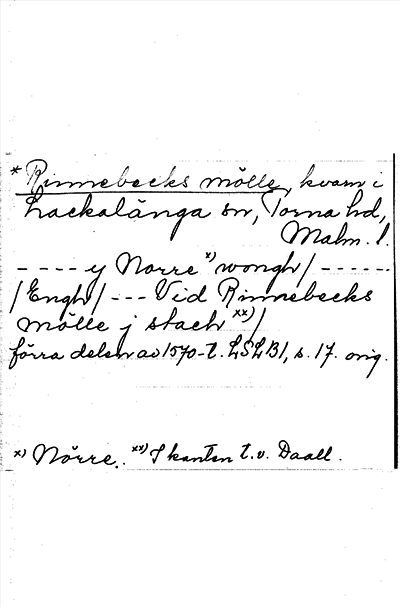 * Rinnebecks mölle, kvarn i
Lackalänga sn, Torna hd,
Malm. l.
- - - - y Norre x) wongh/ - - - - - -
/Engh/ - - - Vid Rinnebecks
mölle j stach xx)/
förra delen av 1570-t. LSLB1, s. 17. orig.
x) Nörre. xx) I kanten t.v. Daall.